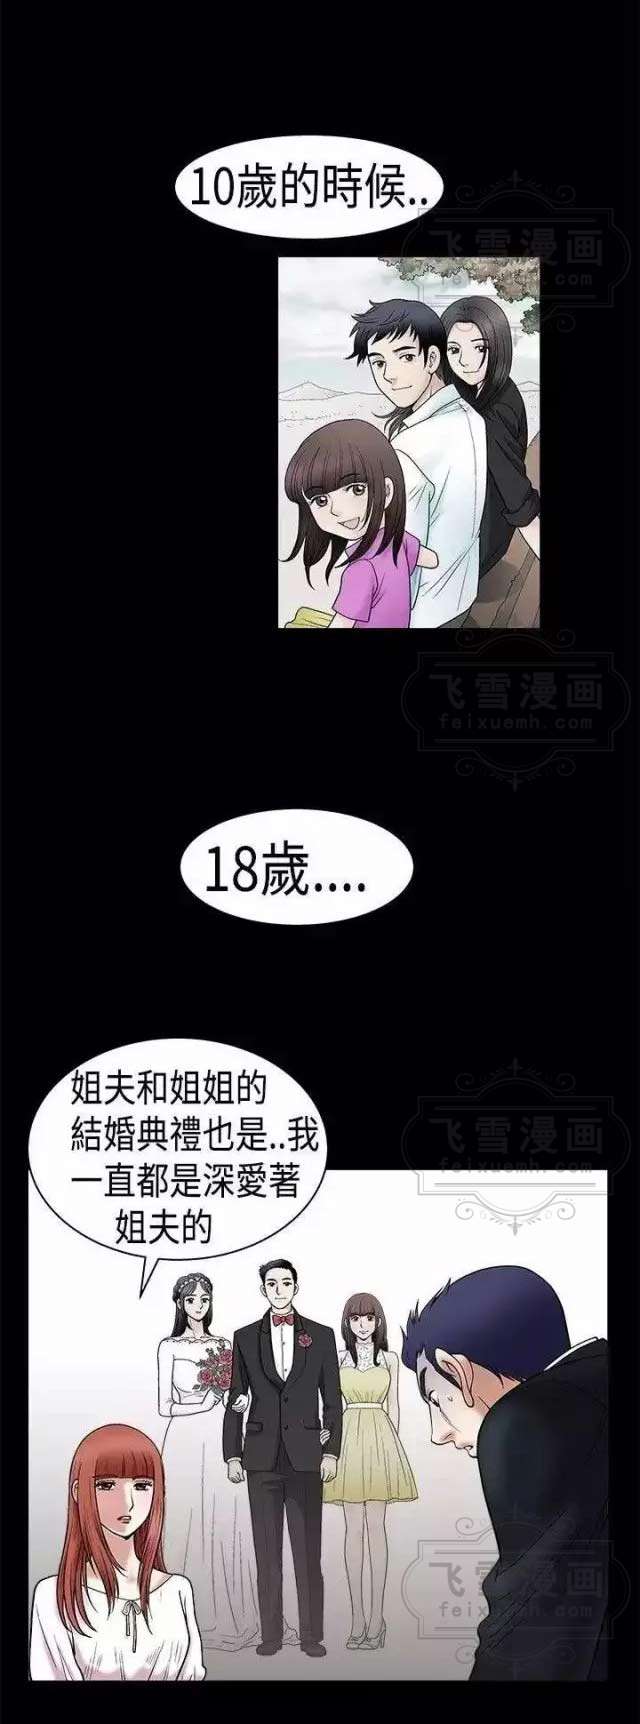 10歲的時候..
飞雪漫画
feixuemh.com
飞雪漫画
feixuemh.com
18歲....
姐夫和姐姐的
結婚典禮也是..我
一直都是深愛著
姐夫的
飞雪漫画
feixuemh.com
飞雪漫画
feixuemh.com